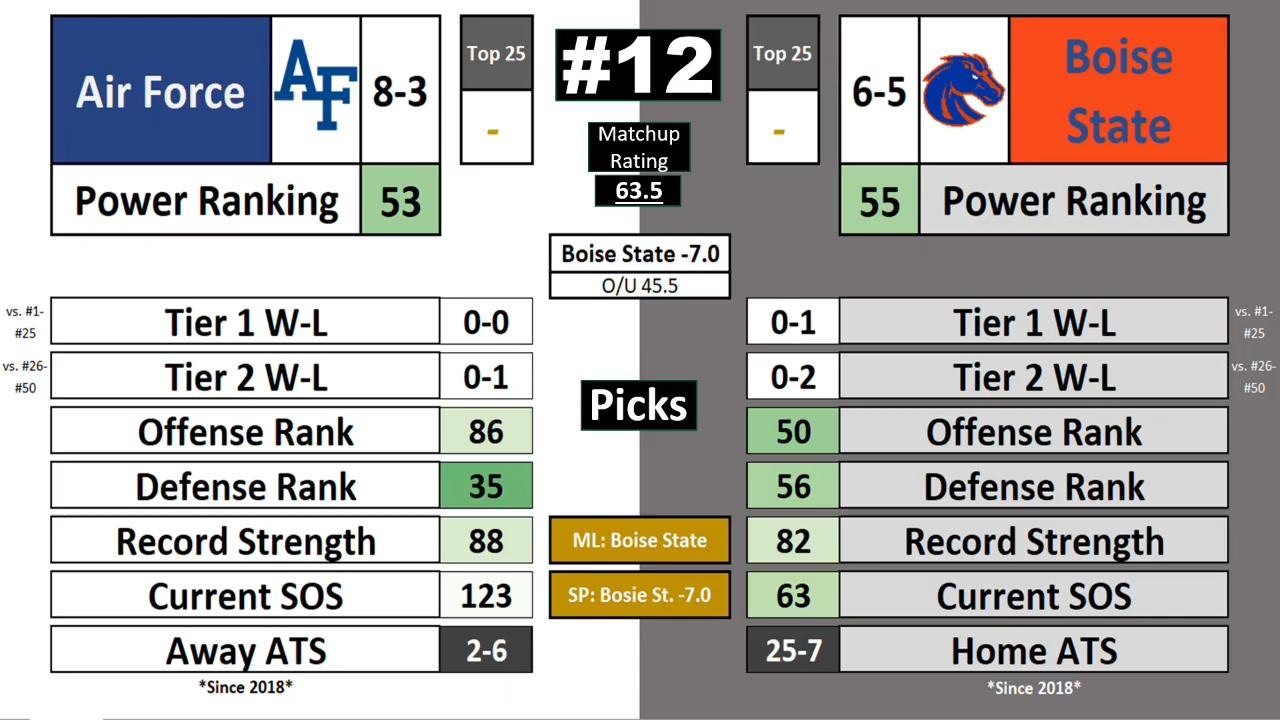 Air Force
AF
8-3
Top 25
-
#12
Top 25
-
6-5
Boise
State
Matchup
Rating
63.5
Power Ranking
53
55
Power Ranking
Boise State -7.0
O/U 45.5
vs. #1-
#25
Tier 1 W-L
0-0
0-1
Tier 1 W-L
vs. #1-
#25
vs. #26-
#50
Tier 2 W-L
0-1
0-2
Tier 2 W-L
vs. #26-
#50
Picks
Offense Rank
86
50
Offense Rank
Defense Rank
35
56
Defense Rank
Record Strength
88
ML: Boise State
82
Record Strength
Current SOS
123
SP: Bosie St. -7.0
63
Current SOS
Away ATS
2-6
25-7
Home ATS
*Since 2018*
*Since 2018*